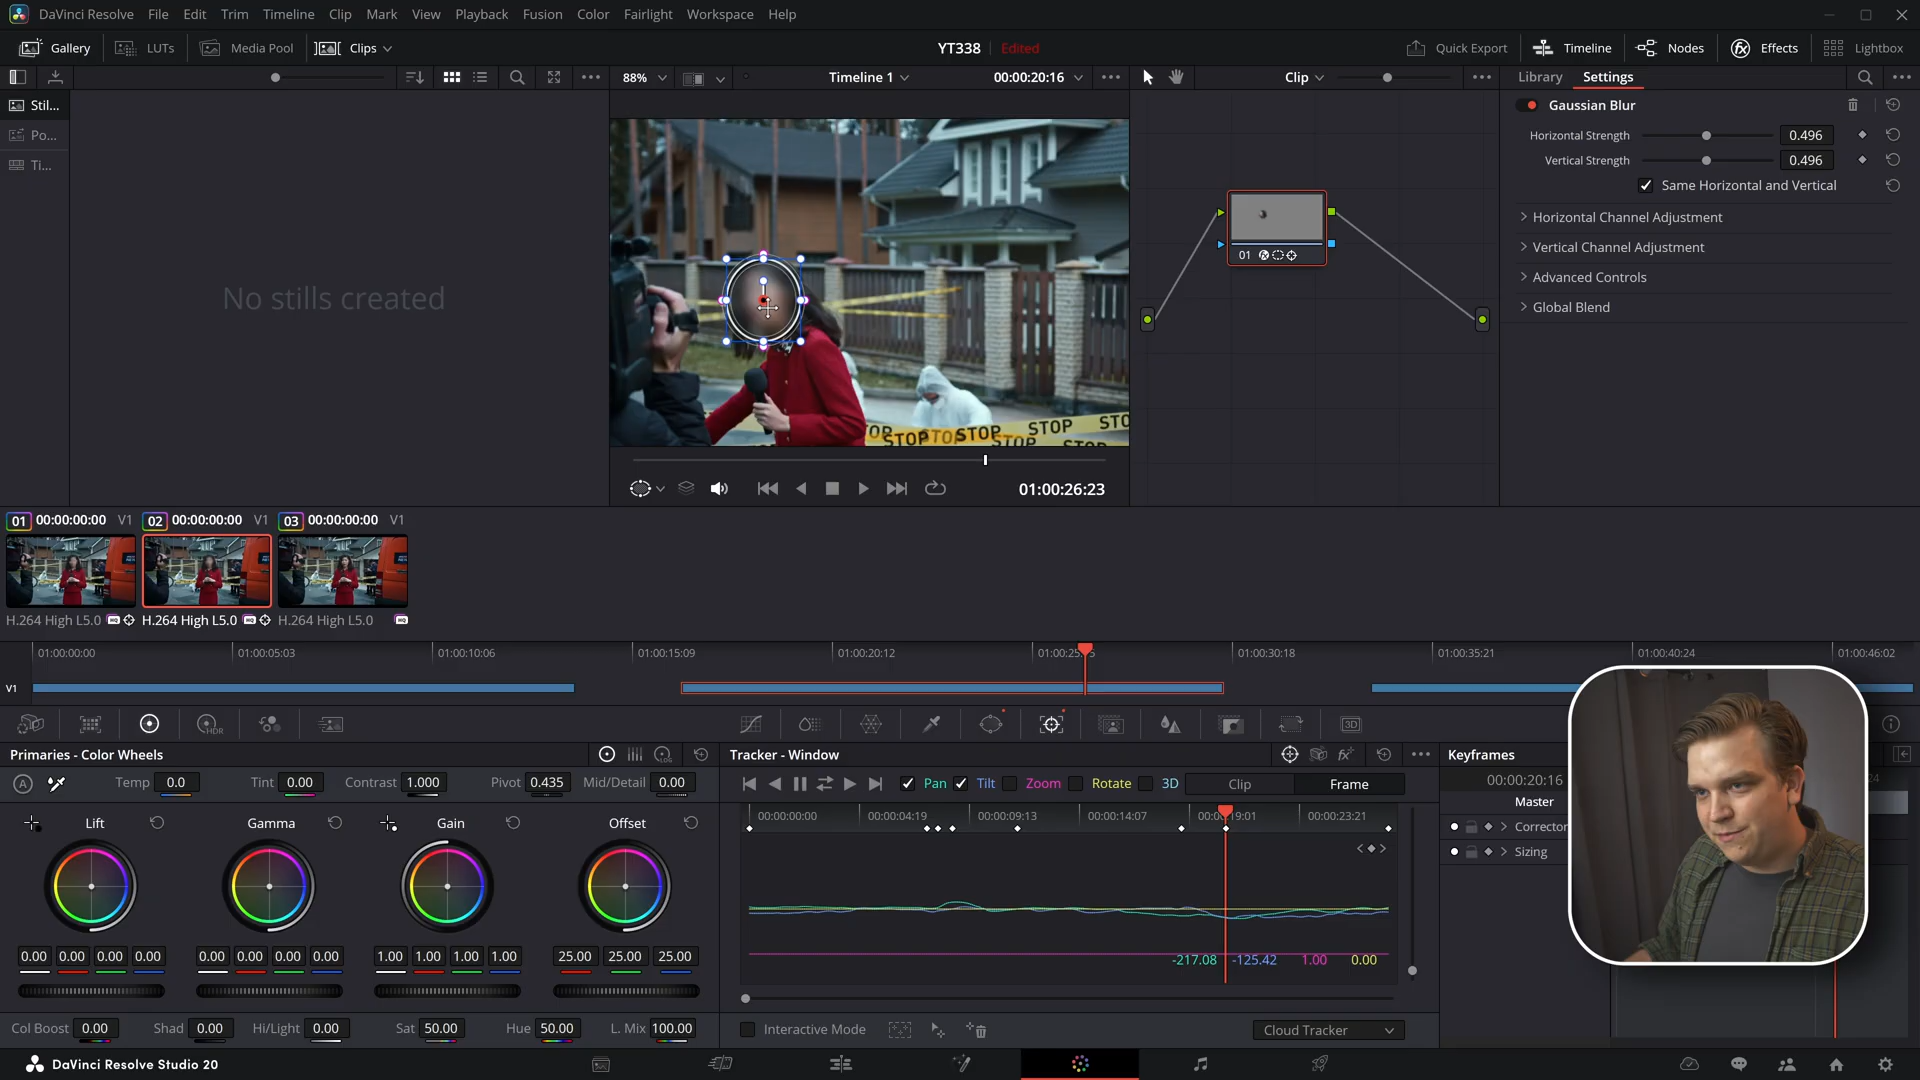 DaVinci Resolve File Edit Trim Timeline Clip Mark View Playback Fusion Color Fairlight Workspace Help
Gallery LUTs Media Pool Clips YT338 Edited Quick Export Timeline Nodes Effects Lightbox
88% Timeline 1 00:00:20:16 Clip Library Settings
Stil...
Po...
Ti...
No stills created
Gaussian Blur
Horizontal Strength 0.496
Vertical Strength 0.496
Same Horizontal and Vertical
Horizontal Channel Adjustment
Vertical Channel Adjustment
Advanced Controls
Global Blend
01
STOP STOP STOP STOP STOP
01:00:26:23
01 00:00:00:00 V1 02 00:00:00:00 V1 03 00:00:00:00 V1
H.264 High L5.0 H.264 High L5.0 H.264 High L5.0
01:00:00:00 01:00:05:03 01:00:10:06 01:00:15:09 01:00:20:12 01:00:30:18 01:00:35:21 01:00:40:24 01:00:46:02
V1
HDR 3D
Primaries - Color Wheels LOG Tracker - Window Keyframes
A Temp 0.0 Tint 0.00 Contrast 1.000 Pivot 0.435 Mid/Detail 0.00
Pan Tilt Zoom Rotate 3D Clip Frame
00:00:20:16
Master
Lift Gamma Gain Offset
00:00:00:00 00:00:04:19 00:00:09:13 00:00:14:07 00:00:23:21
Corrector
Sizing
0.00 0.00 0.00 0.00 0.00 0.00 0.00 0.00 1.00 1.00 1.00 1.00 25.00 25.00 25.00
-217.08 -125.42 1.00 0.00
Col Boost 0.00 Shad 0.00 Hi/Light 0.00 Sat 50.00 Hue 50.00 L. Mix 100.00
Interactive Mode Cloud Tracker
DaVinci Resolve Studio 20